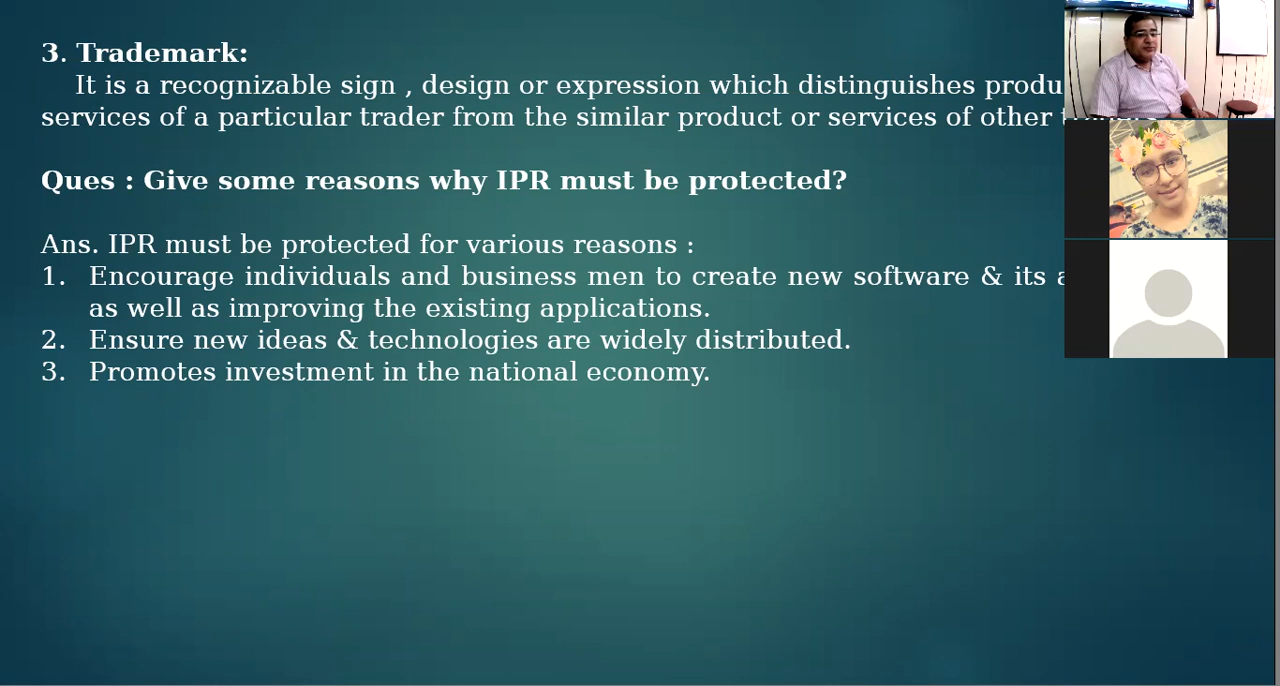 3. Trademark:
It is a recognizable sign , design or expression which distinguishes produ
services of a particular trader from the similar product or services of other
Ques : Give some reasons why IPR must be protected?
Ans. IPR must be protected for various reasons :
1. Encourage individuals and business men to create new software & its
as well as improving the existing applications.
2. Ensure new ideas & technologies are widely distributed.
3. Promotes investment in the national economy.